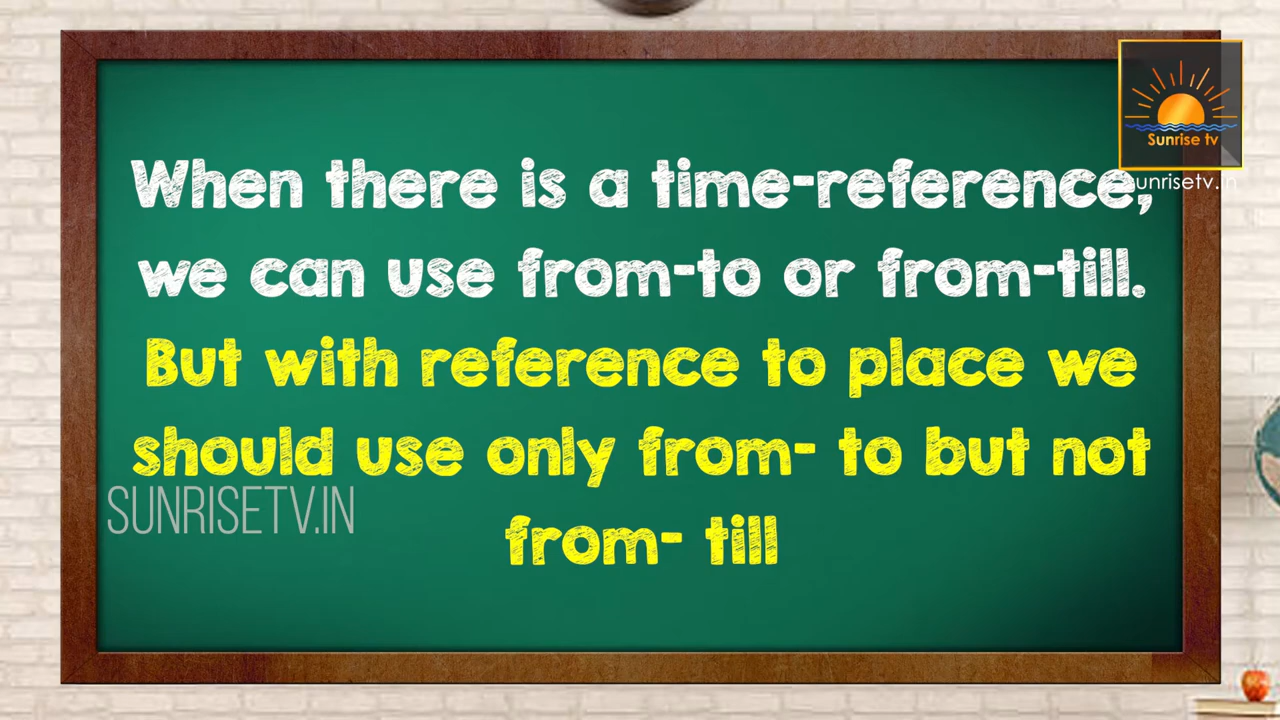 Sunrise tv
When there is a time-reference,
sunrisetv.in
we can use from-to or from-till.
But with reference to place we
should use only from- to but not
SUNRISETV.IN
from- till